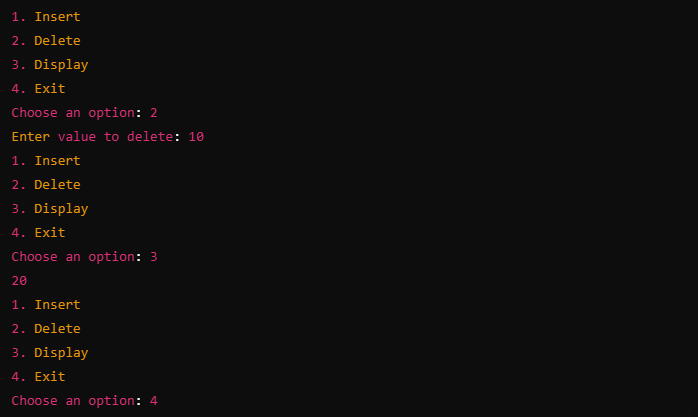 1. Insert
2. Delete
3. Display
4. Exit
Choose an option: 2
Enter value to delete: 10
1. Insert
2. Delete
3. Display
4. Exit
Choose an option: 3
20
1. Insert
2. Delete
3. Display
4. Exit
Choose an option: 4